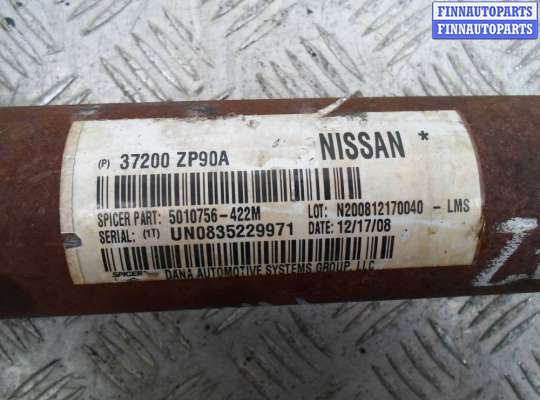 FINNAUTOPARTS
FINNAUTOPARTS
(P) 37200 ZP90A NISSAN *
SPICER PART: 5010756-422M LOT: N200812170040 - LMS
SERIAL: (1T) UN0835229971 DATE: 12/17/08
SPICER DANA AUTOMOTIVE SYSTEMS GROUP, LLC